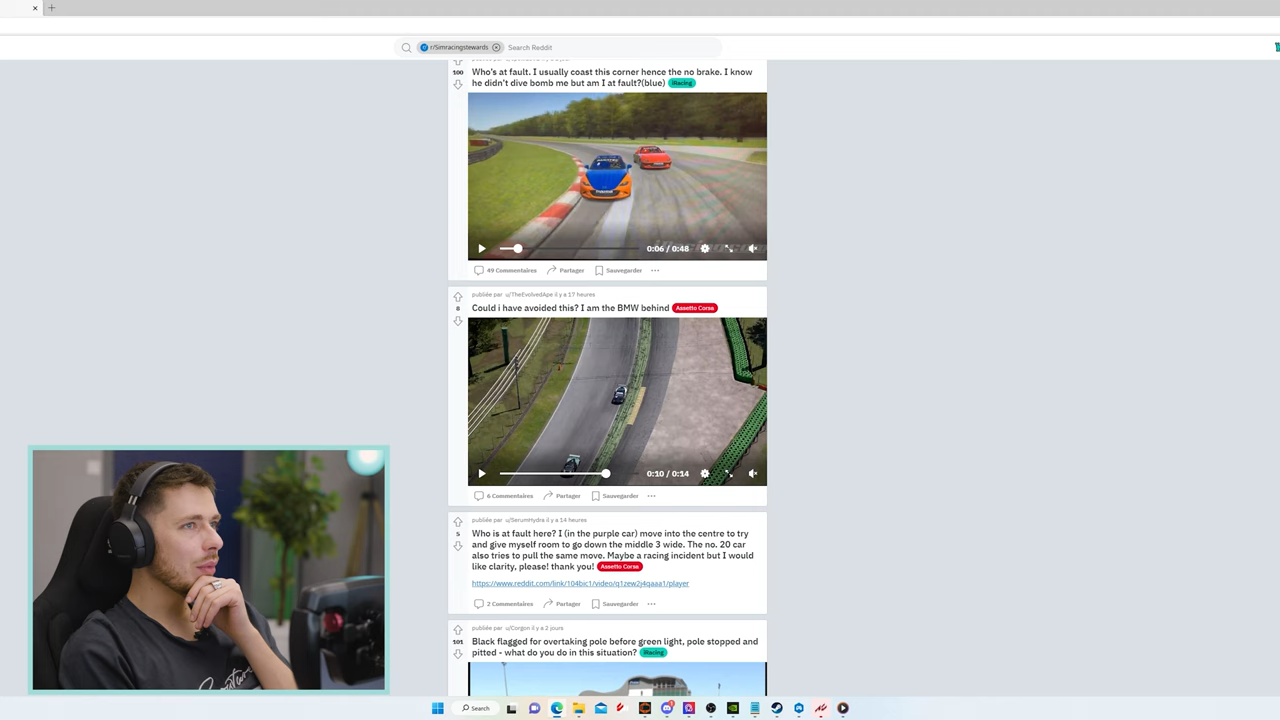 r/Simracingstewards Search Reddit
100 Who's at fault. I usually coast this corner hence the no brake. I know
he didn't dive bomb me but am I at fault?(blue) iRacing
0:06 / 0:48
49 Commentaires Partager Sauvegarder
publiée par u/TheEvolvedApe il y a 17 heures
8 Could i have avoided this? I am the BMW behind Assetto Corsa
0:10 / 0:14
6 Commentaires Partager Sauvegarder
publiée par u/SerumHydra il y a 14 heures
5 Who is at fault here? I (in the purple car) move into the centre to try
and give myself room to go down the middle 3 wide. The no. 20 car
also tries to pull the same move. Maybe a racing incident but I would
like clarity, please! thank you! Assetto Corsa
https://www.reddit.com/link/104bic1/video/q1zew2j4qaaa1/player
2 Commentaires Partager Sauvegarder
publiée par u/Corgon il y a 2 jours
101 Black flagged for overtaking pole before green light, pole stopped and
pitted - what do you do in this situation? iRacing
Search